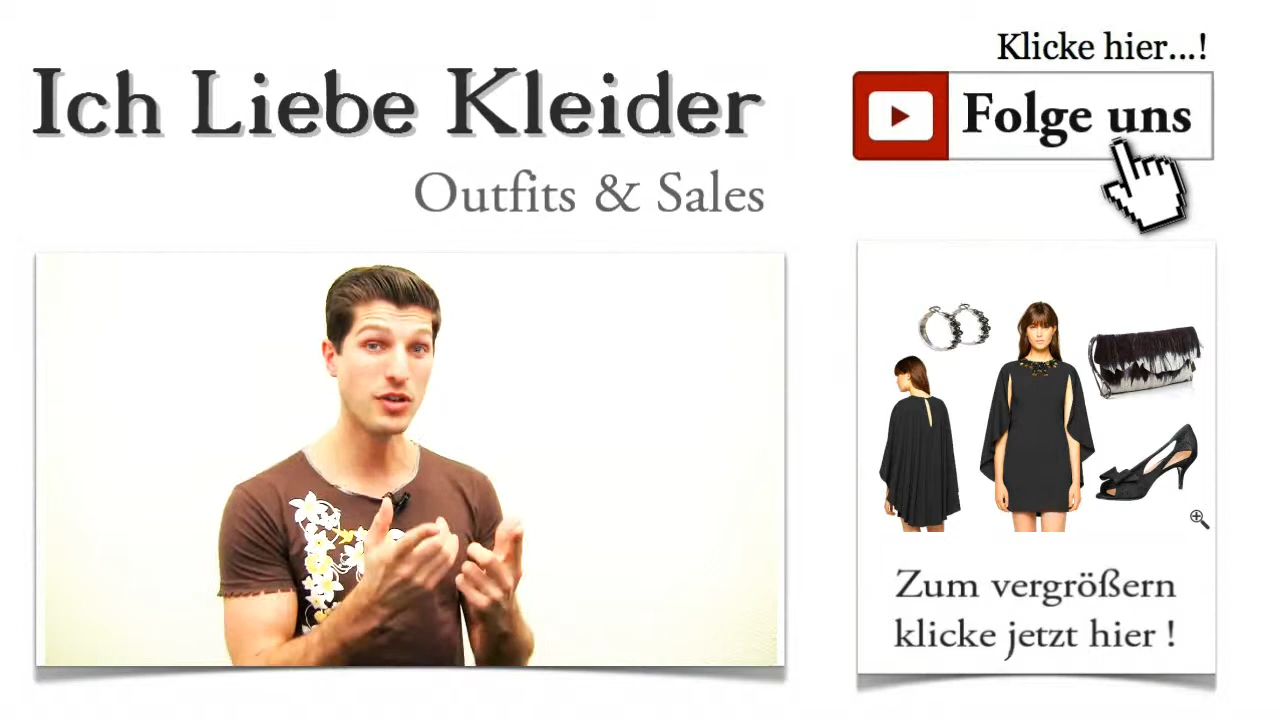 Klicke hier...!
Ich Liebe Kleider
Folge uns
Outfits & Sales
Zum vergrößern
klicke jetzt hier !